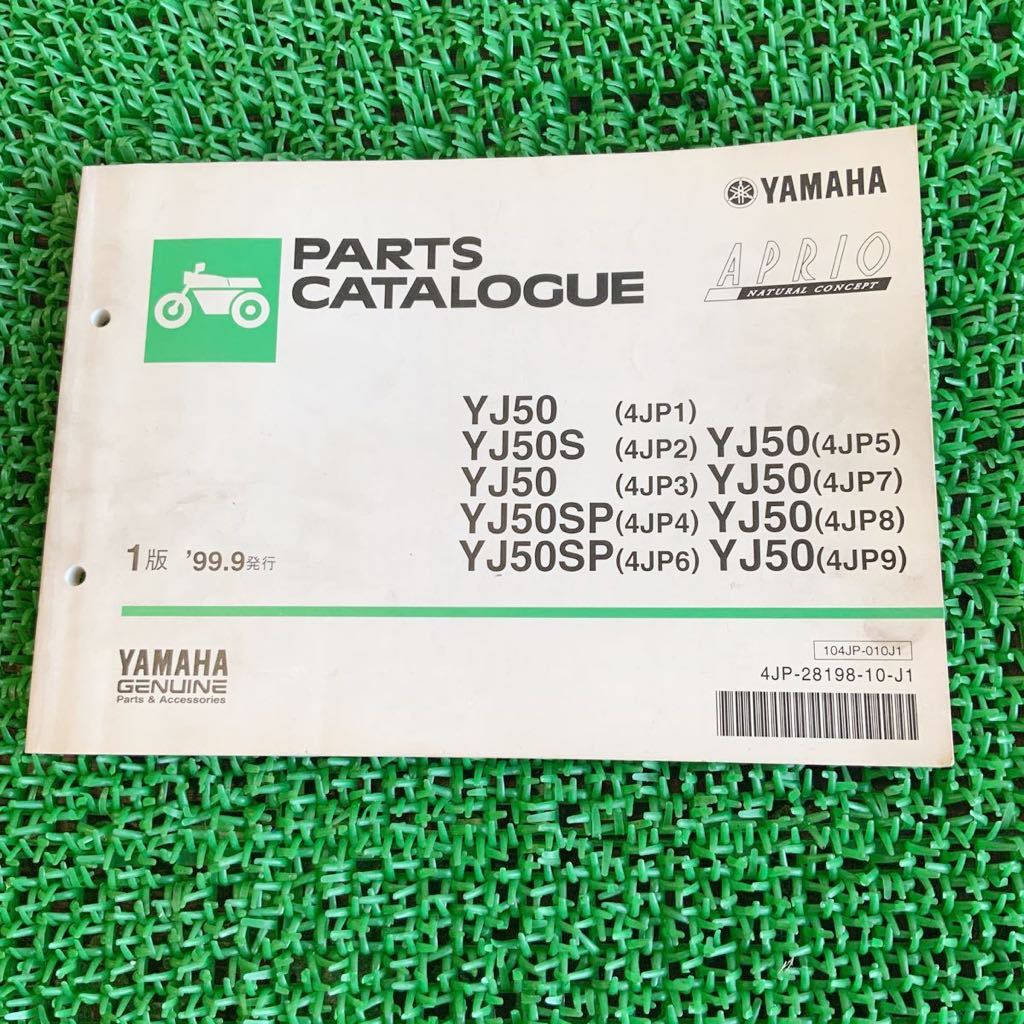 YAMAHA
PARTS
CATALOGUE
APRIO
NATURAL CONCEPT
YJ50 (4JP1)
YJ50S (4JP2) YJ50(4JP5)
YJ50 (4JP3) YJ50(4JP7)
YJ50SP(4JP4) YJ50(4JP8)
YJ50SP(4JP6) YJ50(4JP9)
1版 '99.9発行
YAMAHA
GENUINE
Parts & Accessories
104JP-010J1
4JP-28198-10-J1